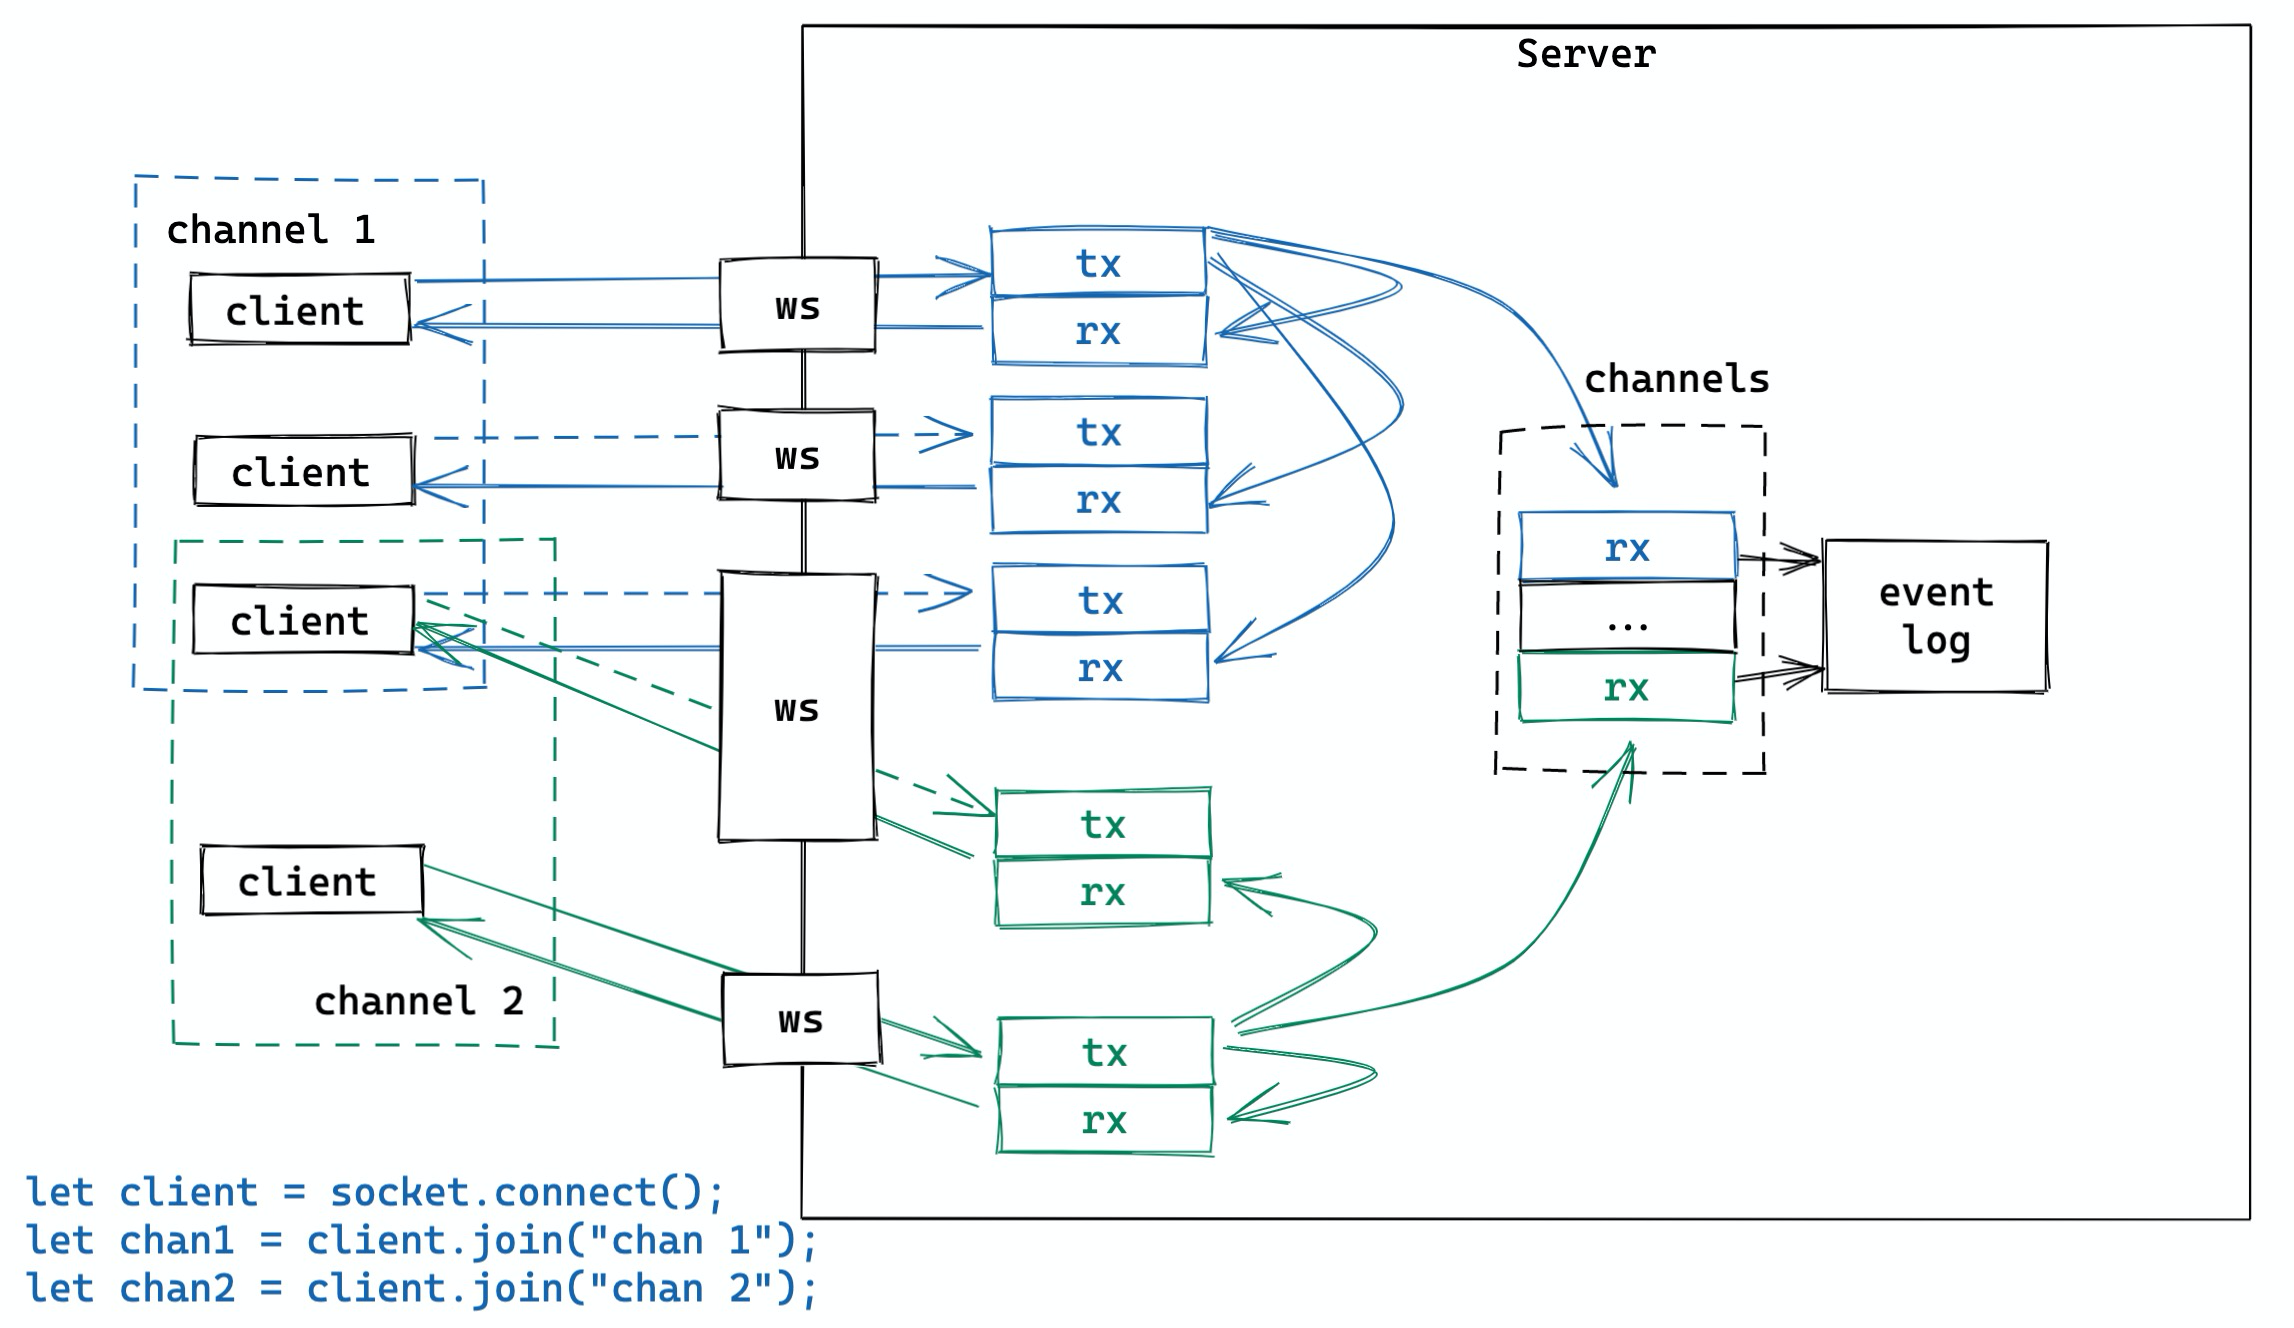 Server
channel 1
client
ws
tx
rx
client
ws
tx
rx
client
ws
tx
rx
tx
rx
client
channel 2
ws
tx
rx
channels
rx
...
rx
event
log
let client = socket.connect();
let chan1 = client.join("chan 1");
let chan2 = client.join("chan 2");